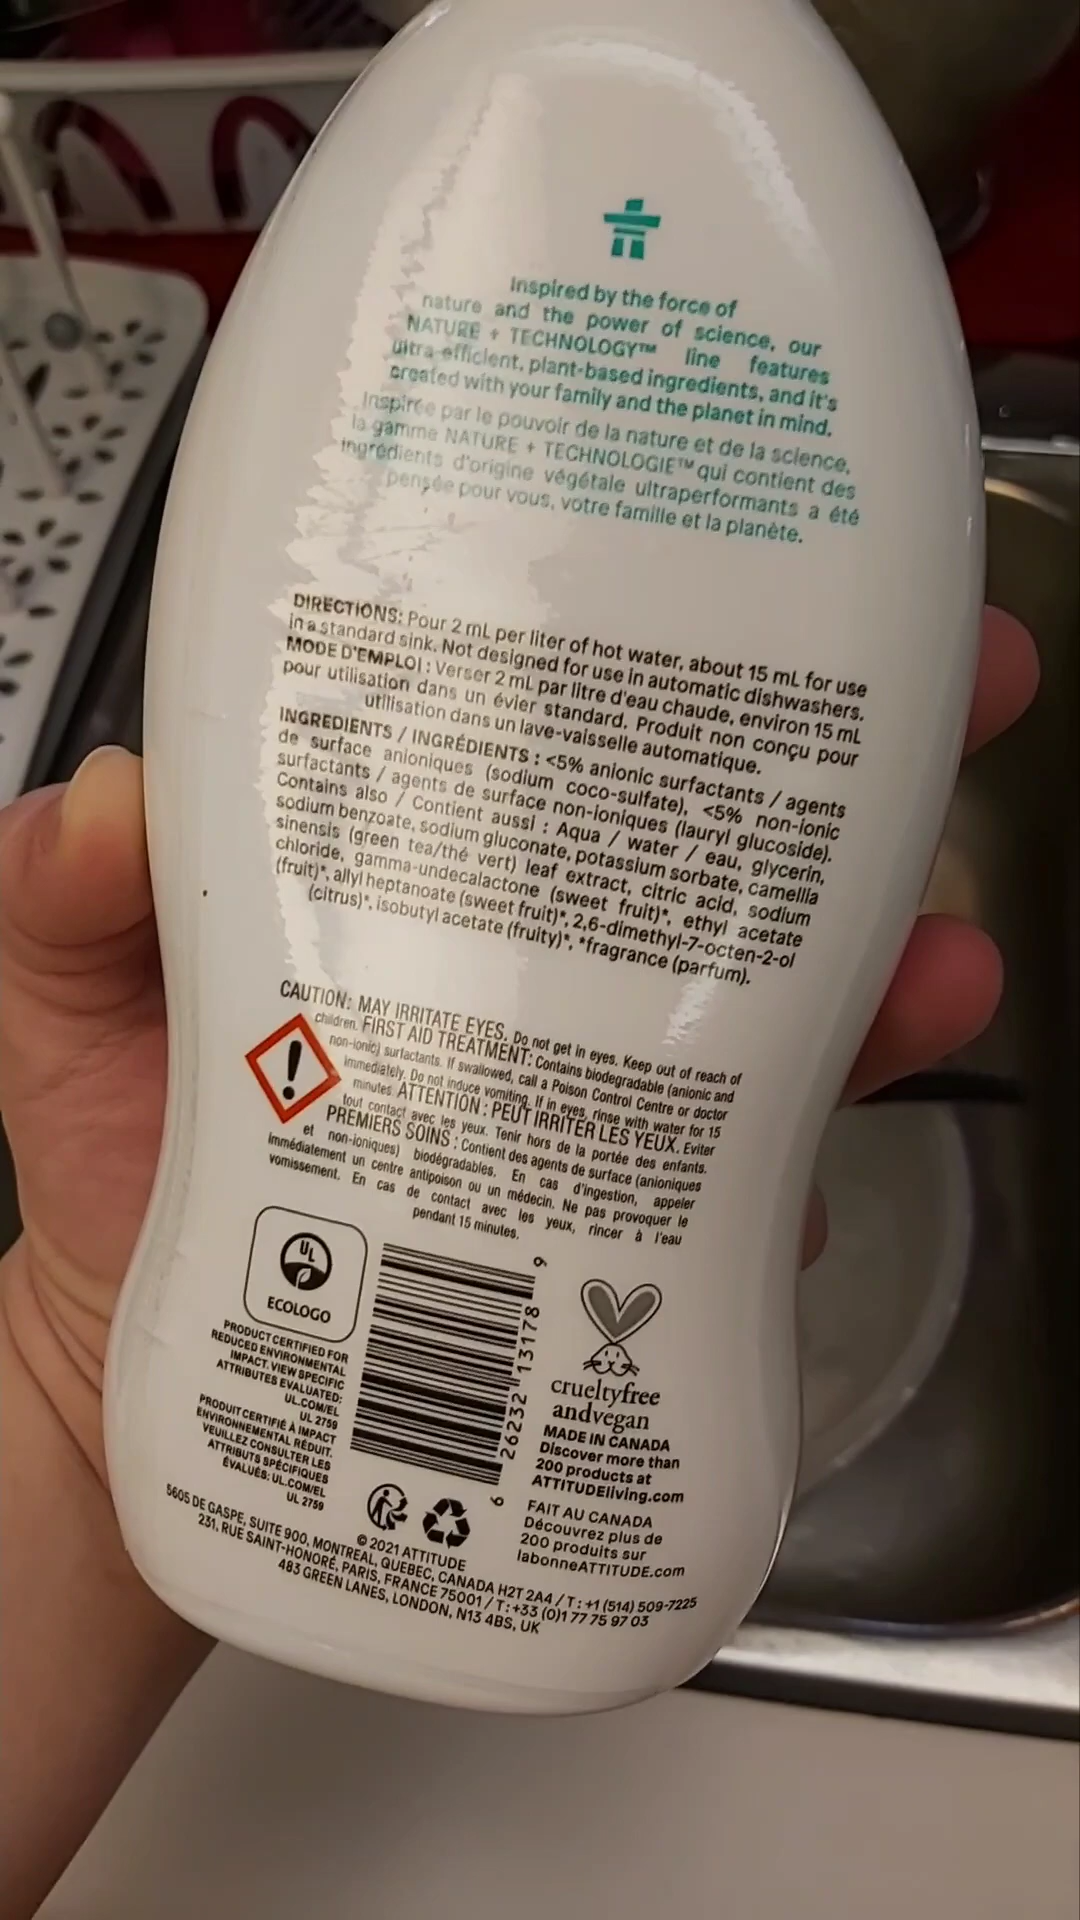 Inspired by the force of
nature and the power of science, our
NATURE + TECHNOLOGY™ line features
ultra-efficient, plant-based ingredients, and it's
created with your family and the planet in mind.
Inspirée par le pouvoir de la nature et de la science,
la gamme NATURE + TECHNOLOGIE™ qui contient des
ingrédients d'origine végétale ultraperformants a été
pensée pour vous, votre famille et la planète.
DIRECTIONS: Pour 2 mL per liter of hot water, about 15 mL for use
in a standard sink. Not designed for use in automatic dishwashers.
MODE D'EMPLOI : Verser 2 mL par litre d'eau chaude, environ 15 mL
pour utilisation dans un évier standard. Produit non conçu pour
utilisation dans un lave-vaisselle automatique.
INGREDIENTS / INGRÉDIENTS : <5% anionic surfactants / agents
de surface anioniques (sodium coco-sulfate), <5% non-ionic
surfactants / agents de surface non-ioniques (lauryl glucoside).
Contains also / Contient aussi : Aqua / water / eau, glycerin,
sodium benzoate, sodium gluconate, potassium sorbate, camellia
sinensis (green tea/thé vert) leaf extract, citric acid, sodium
chloride, gamma-undecalactone (sweet fruit)*, ethyl acetate
(fruit)*, allyl heptanoate (sweet fruit)*, 2,6-dimethyl-7-octen-2-ol
(citrus)*, isobutyl acetate (fruity)*, *fragrance (parfum).
CAUTION: MAY IRRITATE EYES. Do not get in eyes. Keep out of reach of
children. FIRST AID TREATMENT: Contains biodegradable (anionic and
non-ionic) surfactants. If swallowed, call a Poison Control Centre or doctor
immediately. Do not induce vomiting. If in eyes, rinse with water for 15
minutes. ATTENTION : PEUT IRRITER LES YEUX. Eviter
tout contact avec les yeux. Tenir hors de la portée des enfants.
PREMIERS SOINS : Contient des agents de surface (anioniques
et non-ioniques) biodégradables. En cas d'ingestion, appeler
immédiatement un centre antipoison ou un médecin. Ne pas provoquer le
vomissement. En cas de contact avec les yeux, rincer à l'eau
pendant 15 minutes.
UL
ECOLOGO
PRODUCT CERTIFIED FOR
REDUCED ENVIRONMENTAL
IMPACT. VIEW SPECIFIC
ATTRIBUTES EVALUATED:
UL.COM/EL
UL 2759
PRODUIT CERTIFIÉ À IMPACT
ENVIRONNEMENTAL RÉDUIT.
VEUILLEZ CONSULTER LES
ATTRIBUTS SPÉCIFIQUES
ÉVALUÉS: UL.COM/EL
UL 2759
6 26232 13178 9
crueltyfree
andvegan
MADE IN CANADA
Discover more than
200 products at
ATTITUDEliving.com
FAIT AU CANADA
Découvrez plus de
200 produits sur
labonneATTITUDE.com
© 2021 ATTITUDE
5605 DE GASPE, SUITE 900, MONTREAL, QUEBEC, CANADA H2T 2A4 / T : +1 (514) 509-7225
231, RUE SAINT-HONORÉ, PARIS, FRANCE 75001 / T : +33 (0)1 77 75 97 03
483 GREEN LANES, LONDON, N13 4BS, UK